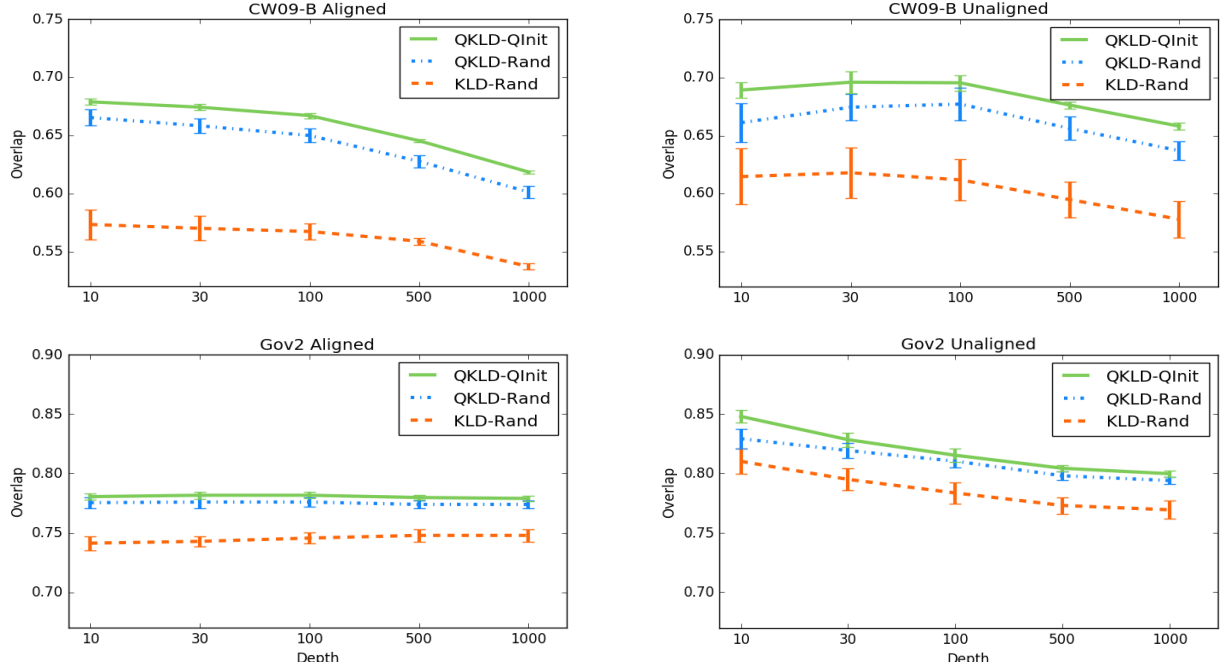 CW09-B Aligned
0.75
0.70
0.65
0.60
0.55
Overlap
QKLD-QInit
QKLD-Rand
KLD-Rand
10 30 100 500 1000
CW09-B Unaligned
0.75
0.70
0.65
0.60
0.55
Overlap
QKLD-QInit
QKLD-Rand
KLD-Rand
10 30 100 500 1000
Gov2 Aligned
0.90
0.85
0.80
0.75
0.70
Overlap
QKLD-QInit
QKLD-Rand
KLD-Rand
10 30 100 500 1000
Depth
Gov2 Unaligned
0.90
0.85
0.80
0.75
0.70
Overlap
QKLD-QInit
QKLD-Rand
KLD-Rand
10 30 100 500 1000
Depth